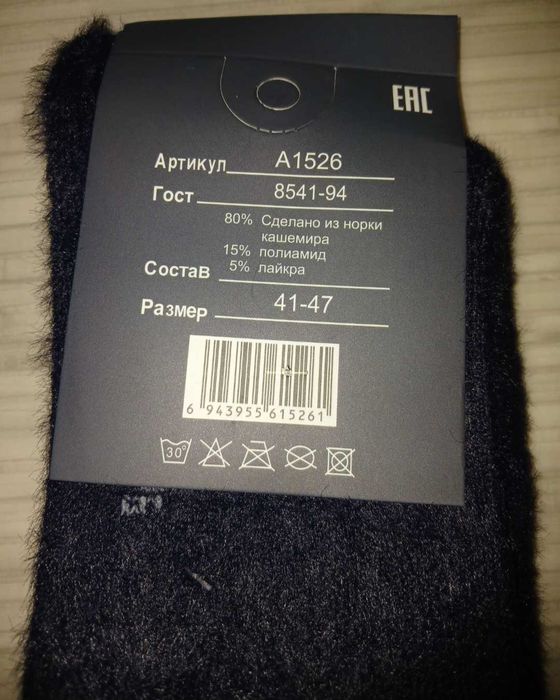 EAC
Артикул A1526
Гост 8541-94
80% Сделано из норки
кашемира
15% полиамид
Состав 5% лайкра
Размер 41-47
6 943955 615261
30°